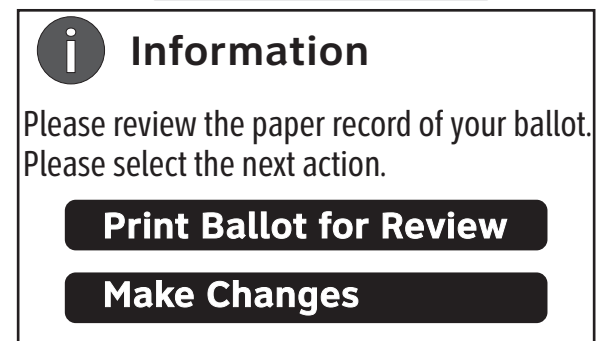 i Information
Please review the paper record of your ballot.
Please select the next action.
Print Ballot for Review
Make Changes